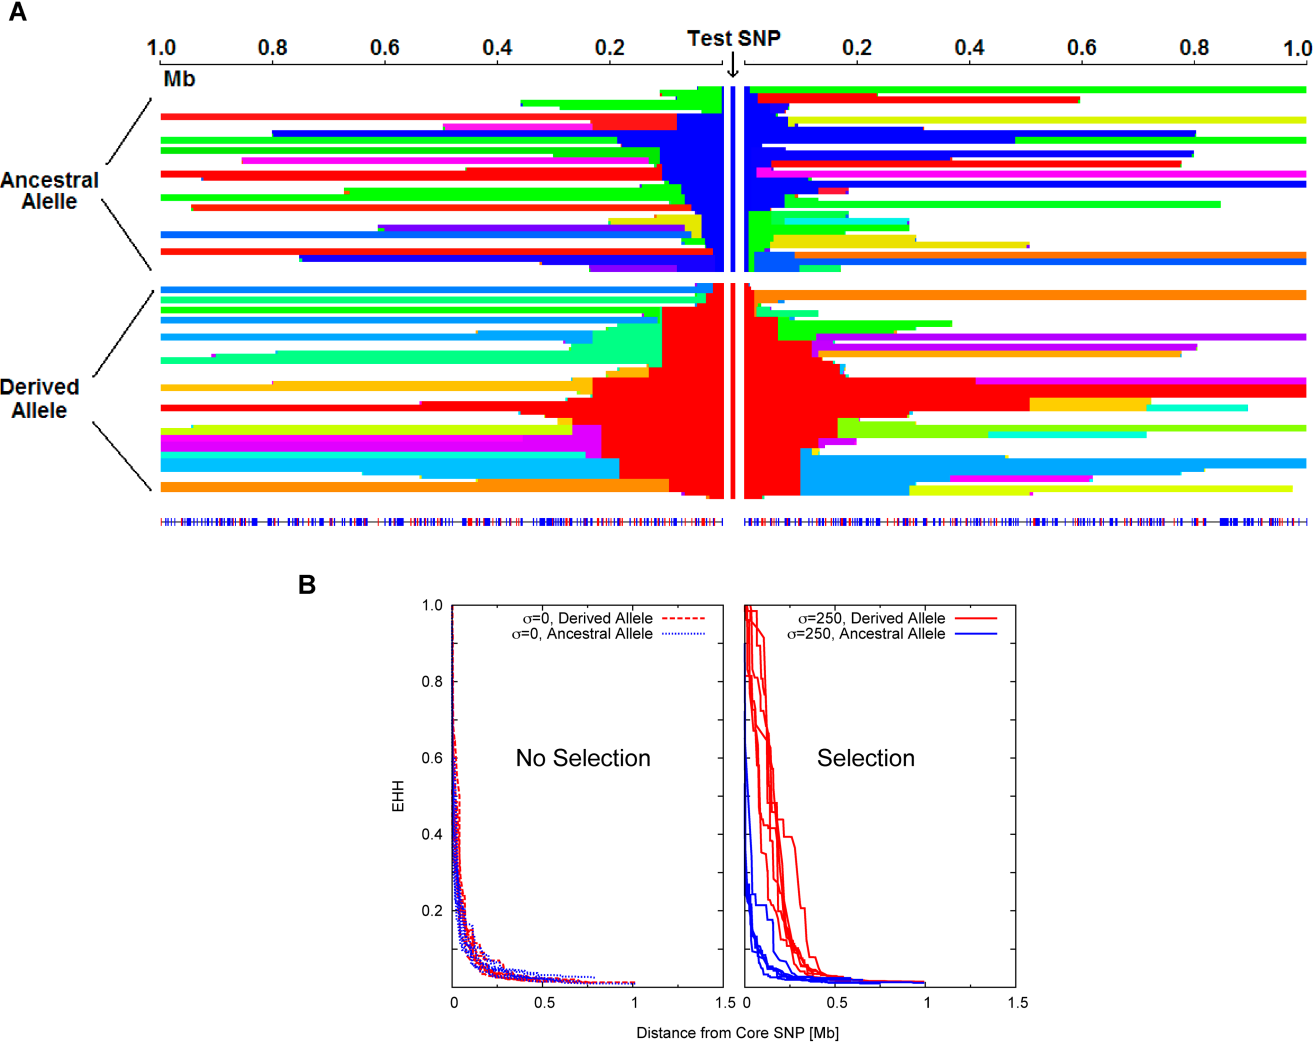 A
Test SNP
1.0 0.8 0.6 0.4 0.2 0.2 0.4 0.6 0.8 1.0
Mb
Ancestral
Alelle
Derived
Allele
B
1.0
0.8
0.6
0.4
0.2
EHH
σ=0, Derived Allele
σ=0, Ancestral Allele
No Selection
σ=250, Derived Allele
σ=250, Ancestral Allele
Selection
0 0.5 1 1.5 0 0.5 1 1.5
Distance from Core SNP [Mb]